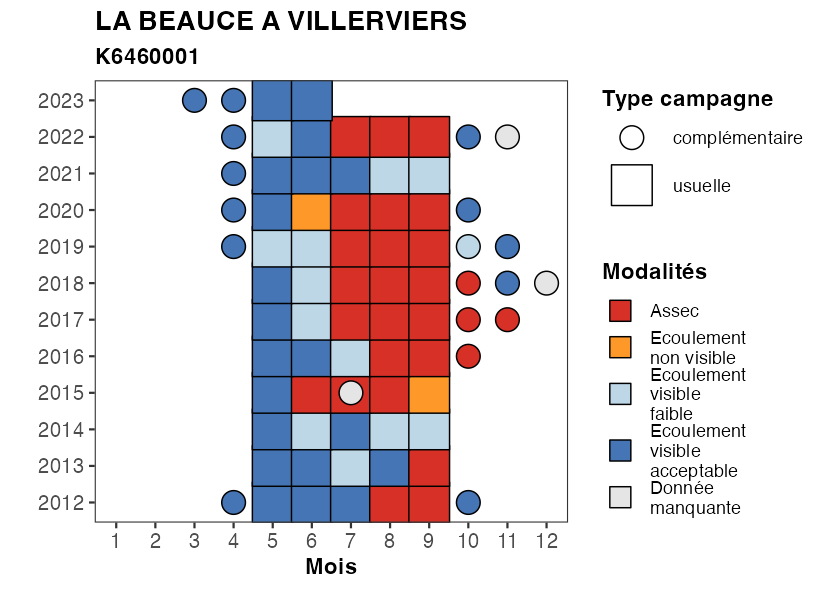 LA BEAUCE A VILLERVIERS
K6460001
2023
2022
2021
2020
2019
2018
2017
2016
2015
2014
2013
2012
1 2 3 4 5 6 7 8 9 10 11 12
Mois
Type campagne
complémentaire
usuelle
Modalités
Assec
Ecoulement
non visible
Ecoulement
visible
faible
Ecoulement
visible
acceptable
Donnée
manquante